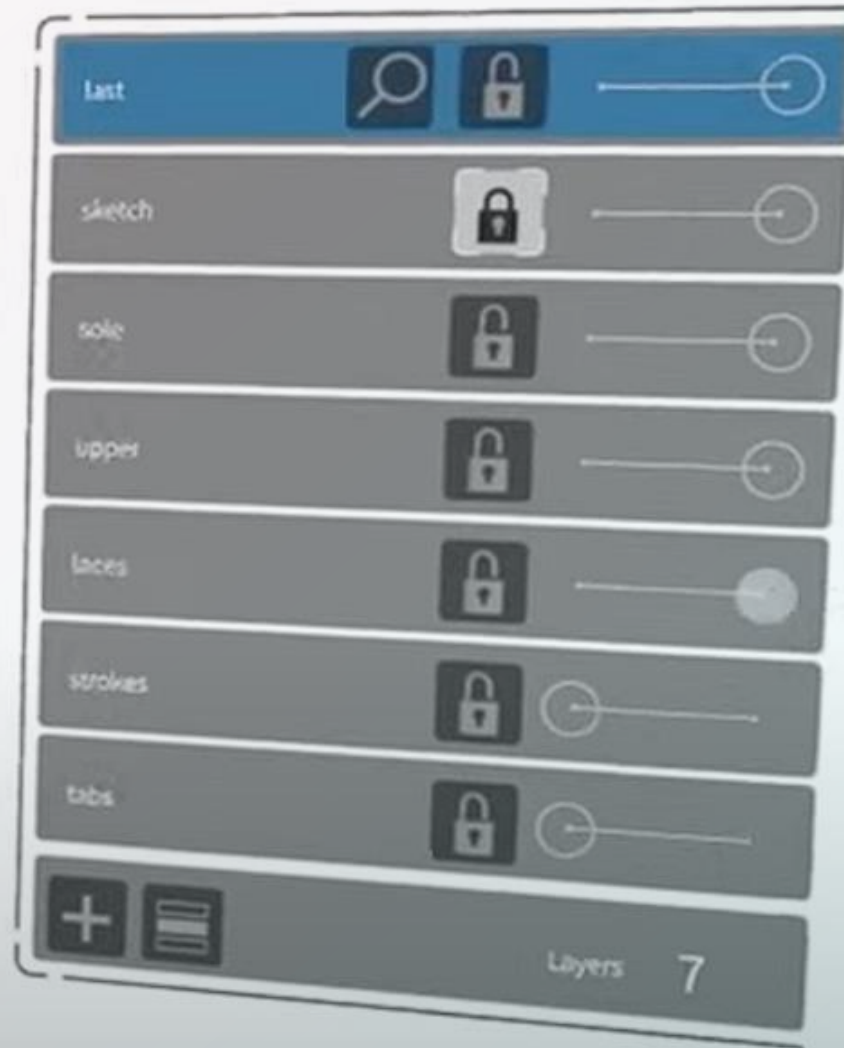 last
sketch
sole
upper
laces
strokes
tabs
Layers 7